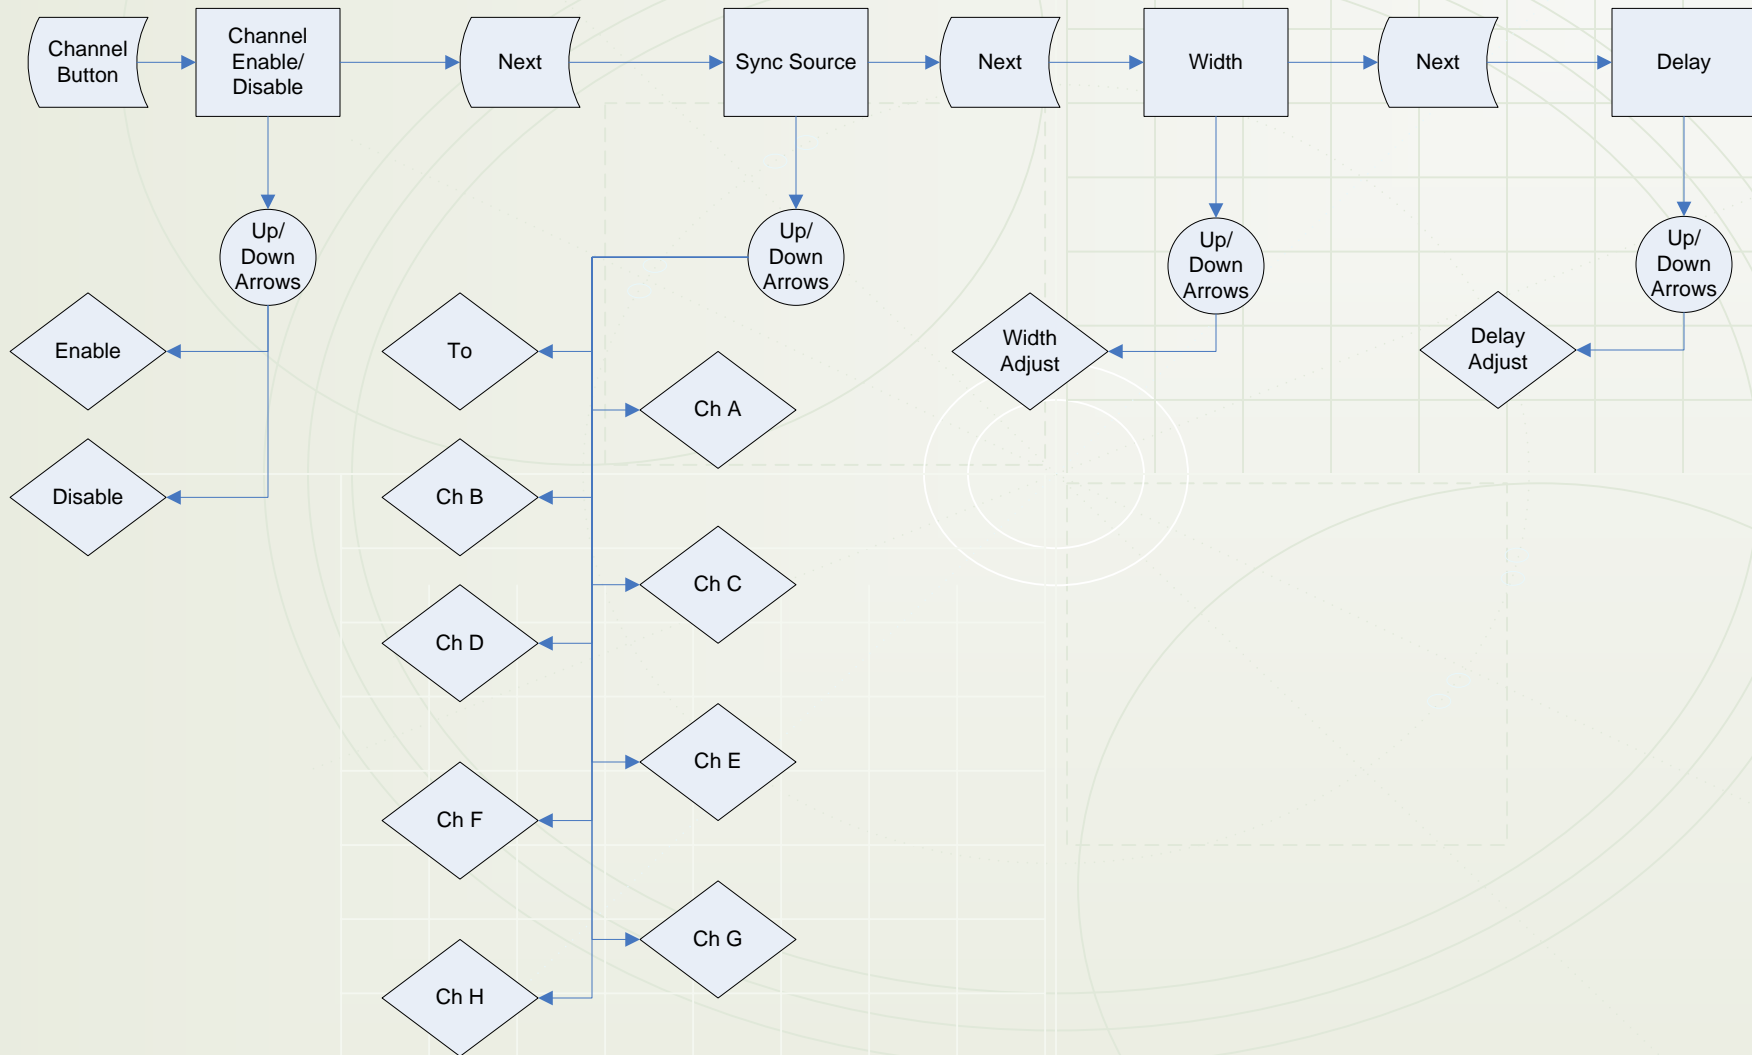 Channel
Button
Channel
Enable/
Disable
Next
Sync Source
Next
Width
Next
Delay
Up/
Down
Arrows
Up/
Down
Arrows
Up/
Down
Arrows
Up/
Down
Arrows
Enable
To
Width
Adjust
Delay
Adjust
Ch A
Disable
Ch B
Ch C
Ch D
Ch E
Ch F
Ch G
Ch H